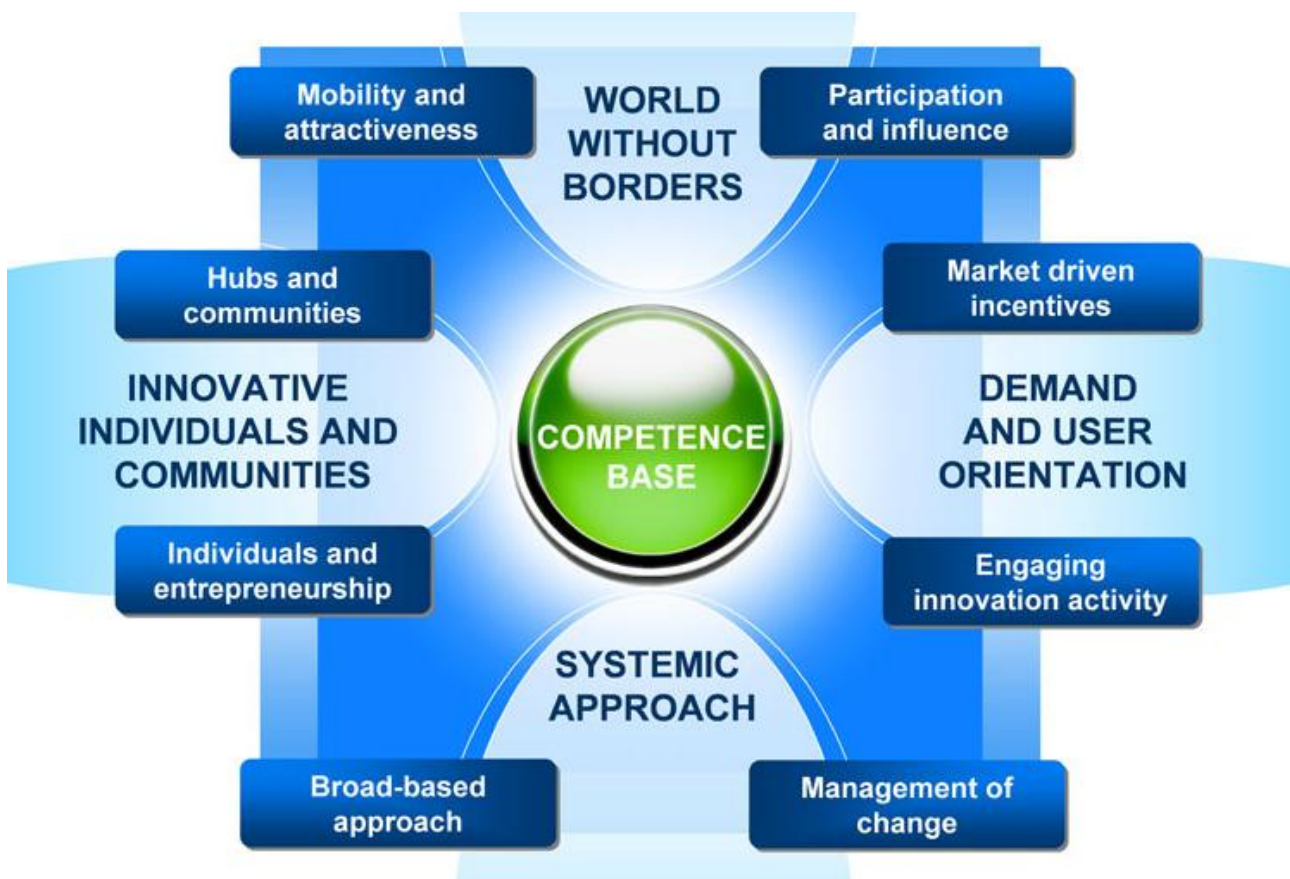 Mobility and
attractiveness
WORLD
WITHOUT
BORDERS
Participation
and influence
Hubs and
communities
Market driven
incentives
INNOVATIVE
INDIVIDUALS AND
COMMUNITIES
COMPETENCE
BASE
DEMAND
AND USER
ORIENTATION
Individuals and
entrepreneurship
Engaging
innovation activity
SYSTEMIC
APPROACH
Broad-based
approach
Management of
change